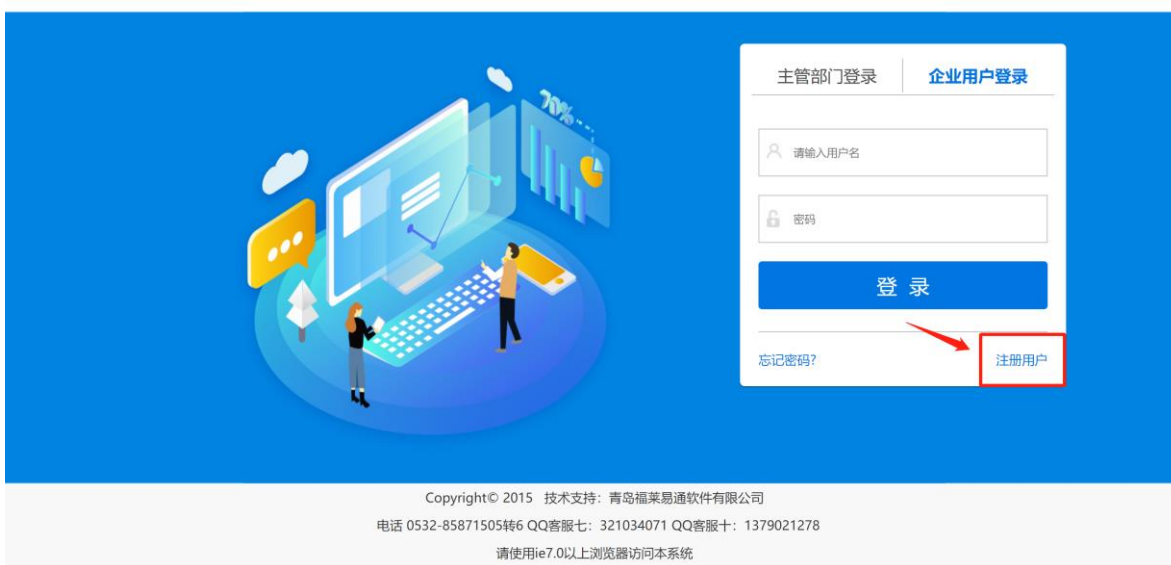 70%
主管部门登录 企业用户登录
请输入用户名
密码
登 录
忘记密码? 注册用户
Copyright© 2015 技术支持：青岛福莱易通软件有限公司
电话 0532-85871505转6 QQ客服七：321034071 QQ客服十：1379021278
请使用ie7.0以上浏览器访问本系统